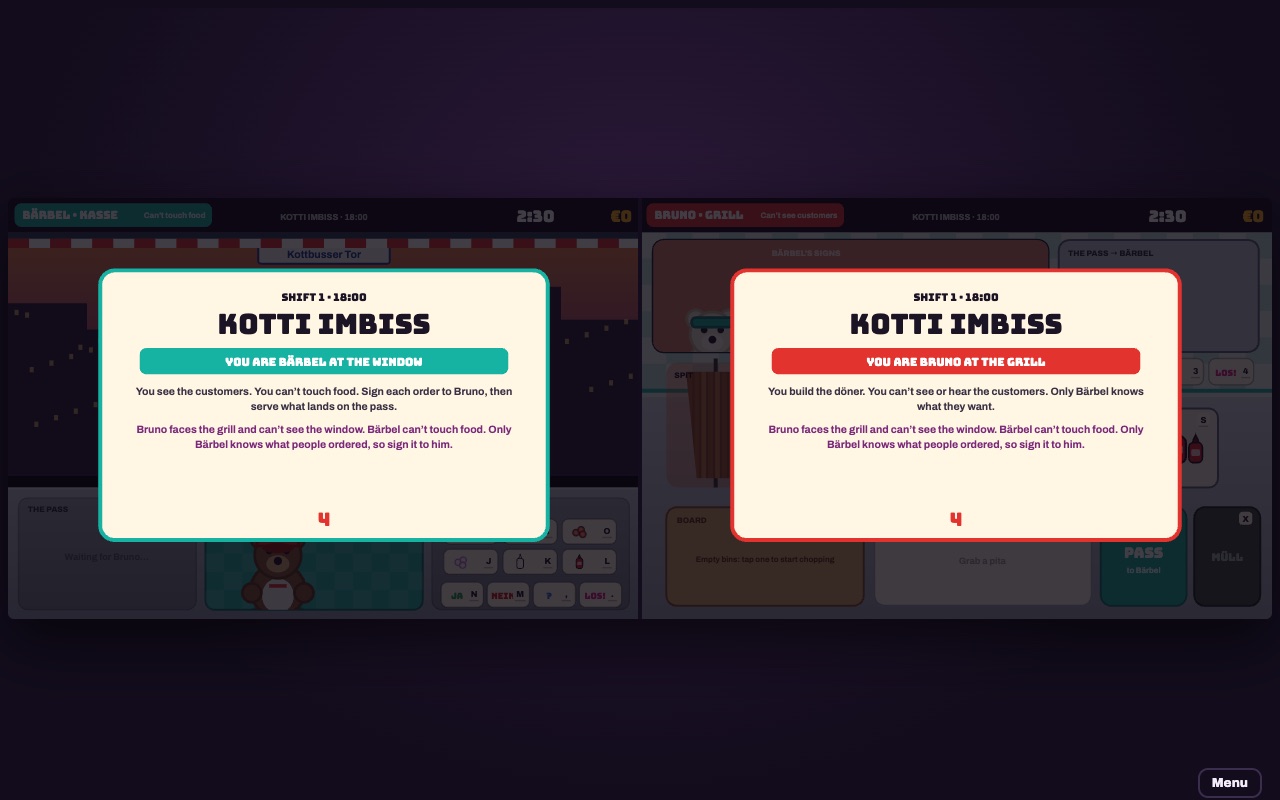 BÄRBEL • KASSE
Can't touch food
KOTTI IMBISS • 18:00
2:30
€0
Kottbusser Tor
SHIFT 1 • 18:00
KOTTI IMBISS
YOU ARE BÄRBEL AT THE WINDOW
You see the customers. You can't touch food. Sign each order to Bruno, then
serve what lands on the pass.
Bruno faces the grill and can't see the window. Bärbel can't touch food. Only
Bärbel knows what people ordered, so sign it to him.
4
THE PASS
Waiting for Bruno...
O
J
K
L
JA N
NEIN M
? ,
LOS! .
BRUNO • GRILL
Can't see customers
KOTTI IMBISS • 18:00
2:30
€0
BÄRBEL'S SIGNS
THE PASS → BÄRBEL
SHIFT 1 • 18:00
KOTTI IMBISS
YOU ARE BRUNO AT THE GRILL
You build the döner. You can't see or hear the customers. Only Bärbel knows
what they want.
Bruno faces the grill and can't see the window. Bärbel can't touch food. Only
Bärbel knows what people ordered, so sign it to him.
4
3
LOS! 4
S
BOARD
Empty bins: tap one to start chopping
Grab a pita
PASS
to Bärbel
X
MÜLL
Menu